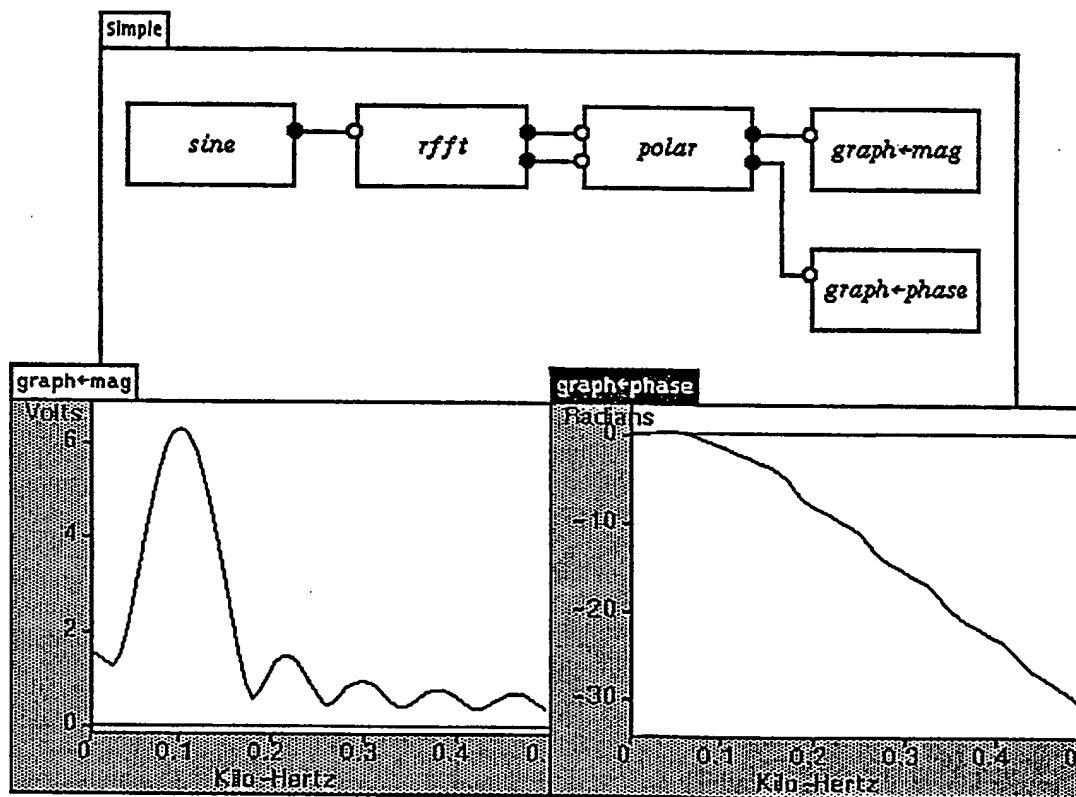 Simple
sine
rfft
polar
graph←mag
graph←phase
graph←mag
Volts
6
4
2
0
0 0.1 0.2 0.3 0.4 0.
Kilo-Hertz
graph←phase
Radians
0
-10
-20
-30
0 0.1 0.2 0.3 0.4 0.
Kilo-Hertz